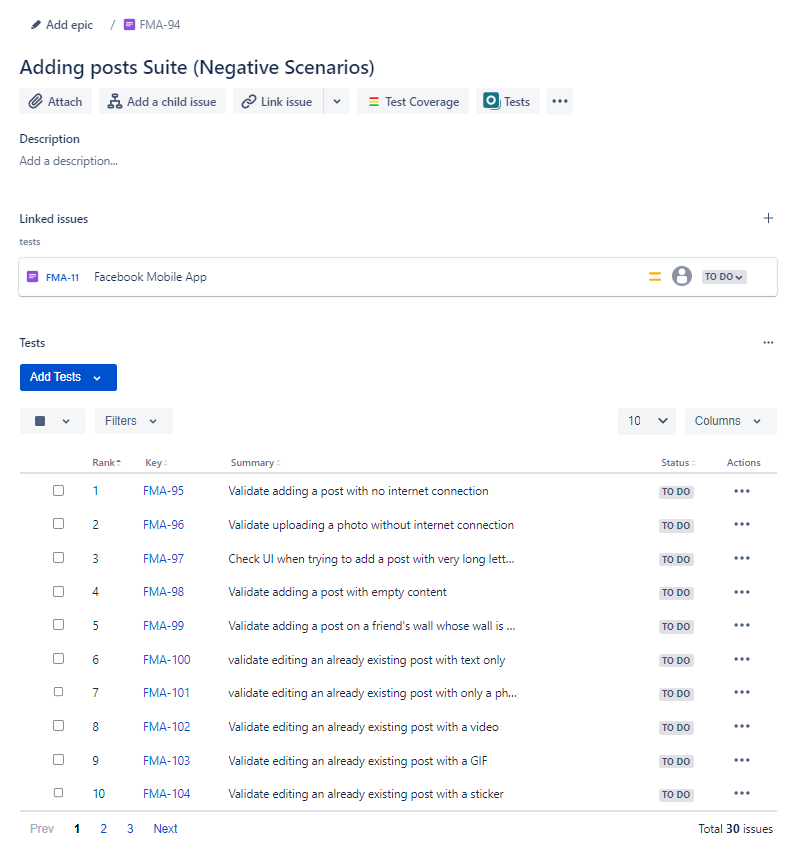 Add epic / FMA-94
Adding posts Suite (Negative Scenarios)
Attach Add a child issue Link issue Test Coverage Tests
Description
Add a description...
Linked issues
tests
FMA-11 Facebook Mobile App TO DO
Tests
Add Tests
Filters 10 Columns
Rank Key Summary Status Actions
1 FMA-95 Validate adding a post with no internet connection TO DO
2 FMA-96 Validate uploading a photo without internet connection TO DO
3 FMA-97 Check UI when trying to add a post with very long lett... TO DO
4 FMA-98 Validate adding a post with empty content TO DO
5 FMA-99 Validate adding a post on a friend's wall whose wall is ... TO DO
6 FMA-100 validate editing an already existing post with text only TO DO
7 FMA-101 validate editing an already existing post with only a ph... TO DO
8 FMA-102 Validate editing an already existing post with a video TO DO
9 FMA-103 Validate editing an already existing post with a GIF TO DO
10 FMA-104 Validate editing an already existing post with a sticker TO DO
Prev 1 2 3 Next Total 30 issues